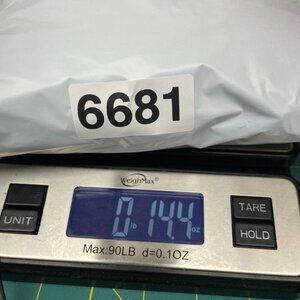 6681
WeighMax®
UNIT
0 lb 14.4 oz
TARE
HOLD
Max:90LB d=0.1OZ